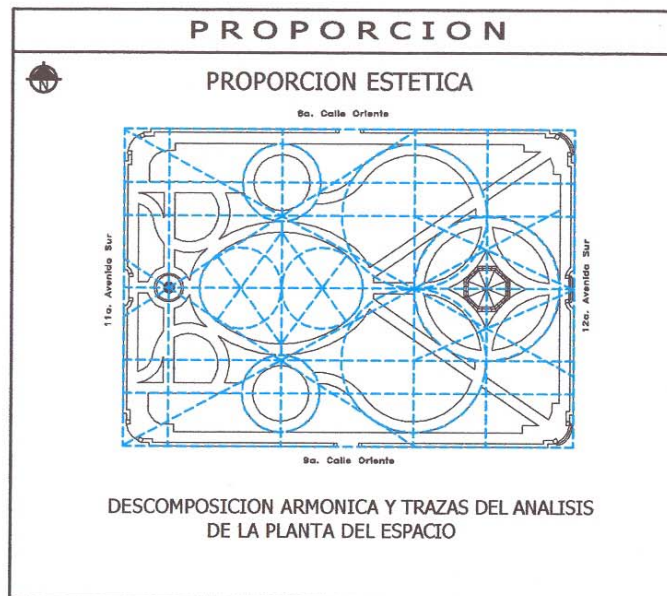 PROPORCION
N
PROPORCION ESTETICA
6a. Calle Oriente
11a. Avenida Sur
12a. Avenida Sur
9a. Calle Oriente
DESCOMPOSICION ARMONICA Y TRAZAS DEL ANALISIS
DE LA PLANTA DEL ESPACIO